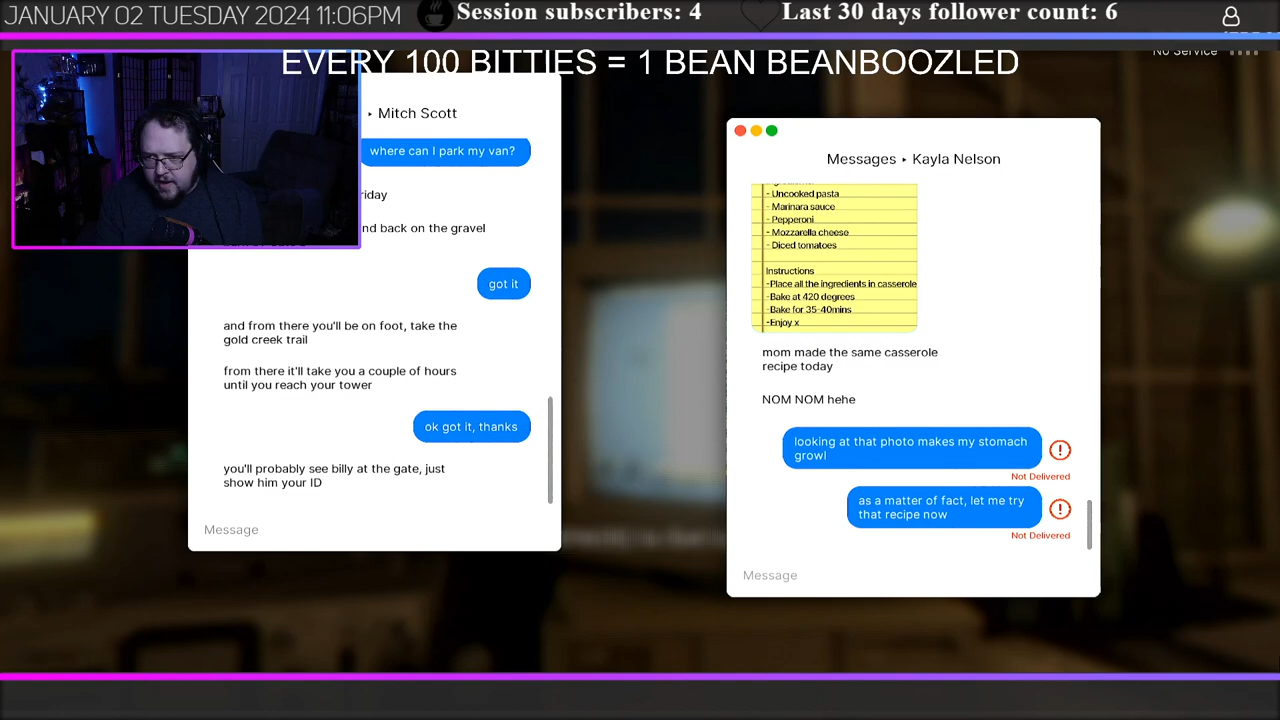 JANUARY 02 TUESDAY 2024 11:06PM
Session subscribers: 4
Last 30 days follower count: 6
No Service
EVERY 100 BITTIES = 1 BEAN BEANBOOZLED
Mitch Scott
where can I park my van?
nd back on the gravel
got it
and from there you'll be on foot, take the
gold creek trail
from there it'll take you a couple of hours
until you reach your tower
ok got it, thanks
you'll probably see billy at the gate, just
show him your ID
Message
Messages ▸ Kayla Nelson
- Uncooked pasta
- Marinara sauce
- Pepperoni
- Mozzarella cheese
- Diced tomatoes
Instructions
-Place all the ingredients in casserole
-Bake at 420 degrees
-Bake for 35-40mins
-Enjoy x
mom made the same casserole
recipe today
NOM NOM hehe
looking at that photo makes my stomach
growl
Not Delivered
as a matter of fact, let me try
that recipe now
Not Delivered
Message